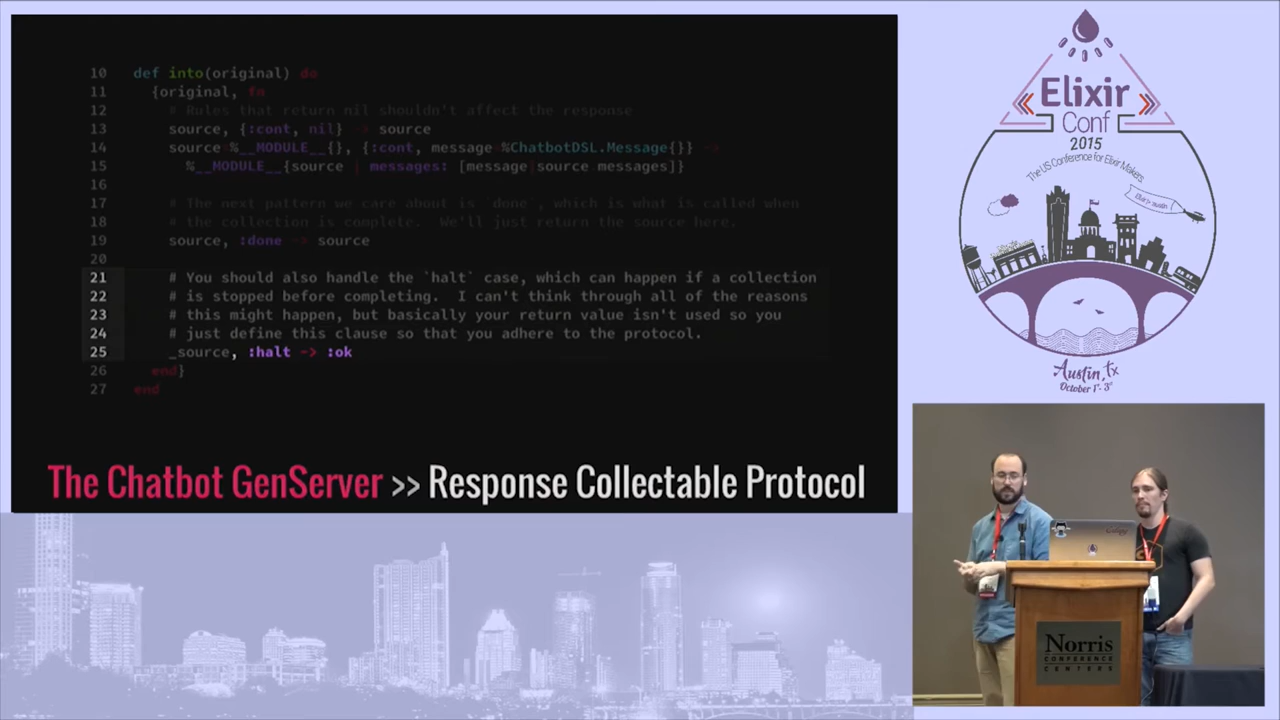 10 def into(original) do
11 {original, fn
12 # Rules that return nil shouldn't affect the response
13 source, {:cont, nil} -> source
14 source=%__MODULE__{}, {:cont, message=%ChatbotDSL.Message{}} ->
15 %__MODULE__{source | messages: [message|source.messages]}
16
17 # The next pattern we care about is `done`, which is what is called when
18 # the collection is complete. We'll just return the source here.
19 source, :done -> source
20
21 # You should also handle the `halt` case, which can happen if a collection
22 # is stopped before completing. I can't think through all of the reasons
23 # this might happen, but basically your return value isn't used so you
24 # just define this clause so that you adhere to the protocol.
25 _source, :halt -> :ok
26 end}
27 end
The Chatbot GenServer >> Response Collectable Protocol
Elixir
Conf
2015
The US Conference for Elixir Makers
Austin, TX
October 1st - 3rd
Norris
CONFERENCE
CENTERS